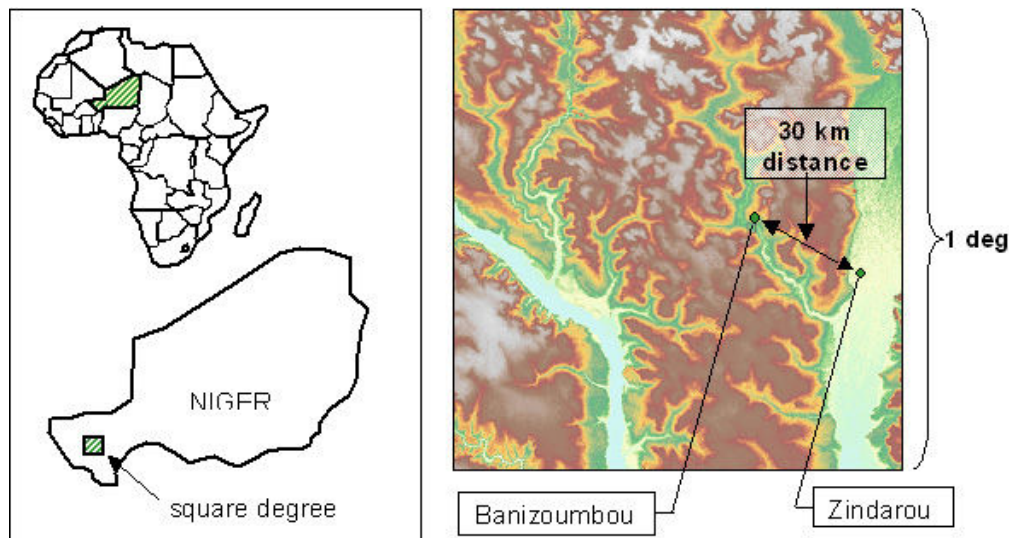 NIGER
square degree
30 km
distance
1 deg
Banizoumbou
Zindarou